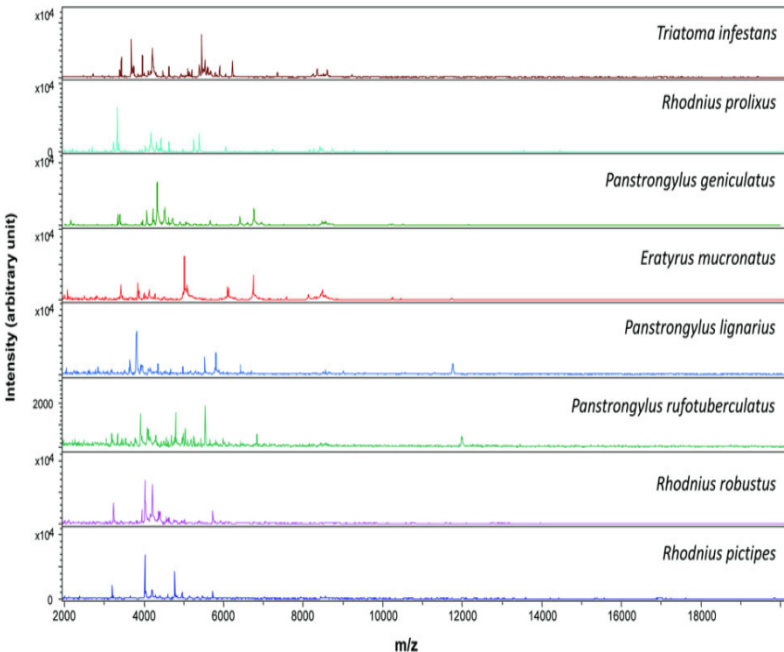 x10⁴
Triatoma infestans
0
x10⁴
Rhodnius prolixus
0
x10⁴
Panstrongylus geniculatus
x10⁴
Eratyrus mucronatus
x10⁴
Panstrongylus lignarius
2000
Panstrongylus rufotuberculatus
x10⁴
Rhodnius robustus
x10⁴
Rhodnius pictipes
0
Intensity (arbitrary unit)
2000 4000 6000 8000 10000 12000 14000 16000 18000
m/z